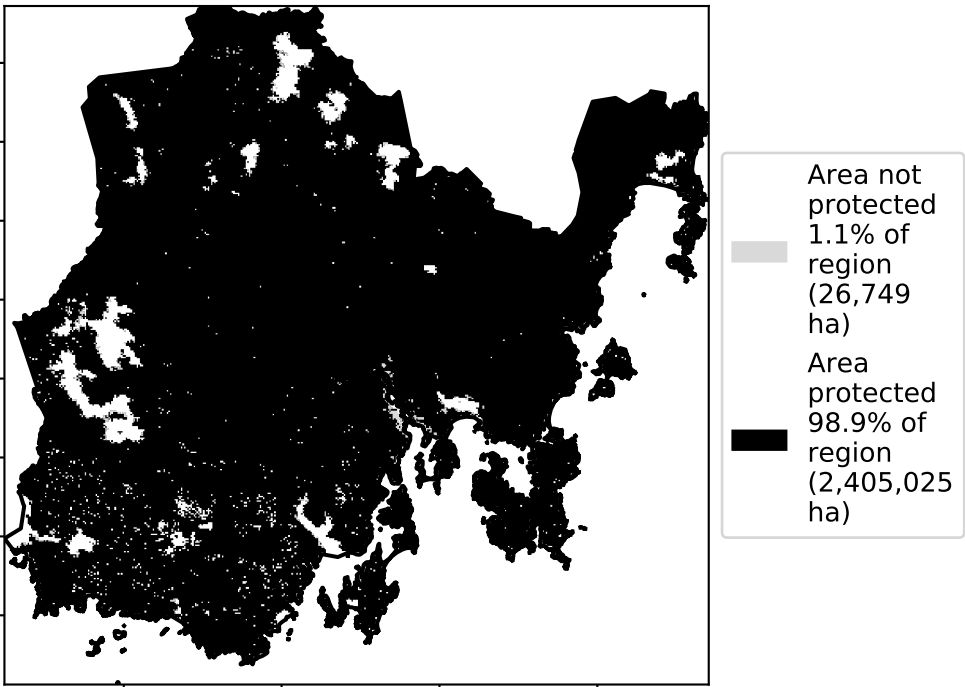 Area not
protected
1.1% of
region
(26,749
ha)
Area
protected
98.9% of
region
(2,405,025
ha)